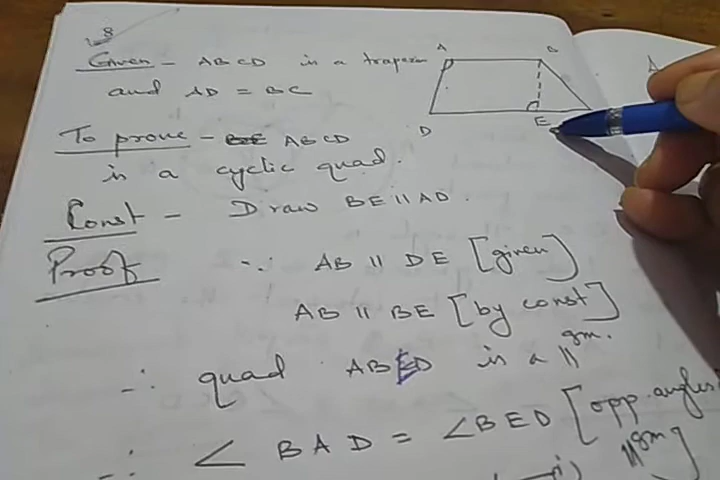 8
Given - ABCD is a trapezm
and AD = BC
A
B
D
E
A
To prove - ABCD
is a cyclic quad.
Const - Draw BE || AD.
Proof ∵ AB || DE [given]
AB || BE [by const]
∴ quad ABED is a ||gm.
∴ ∠BAD = ∠BED [opp. angles
||gm]